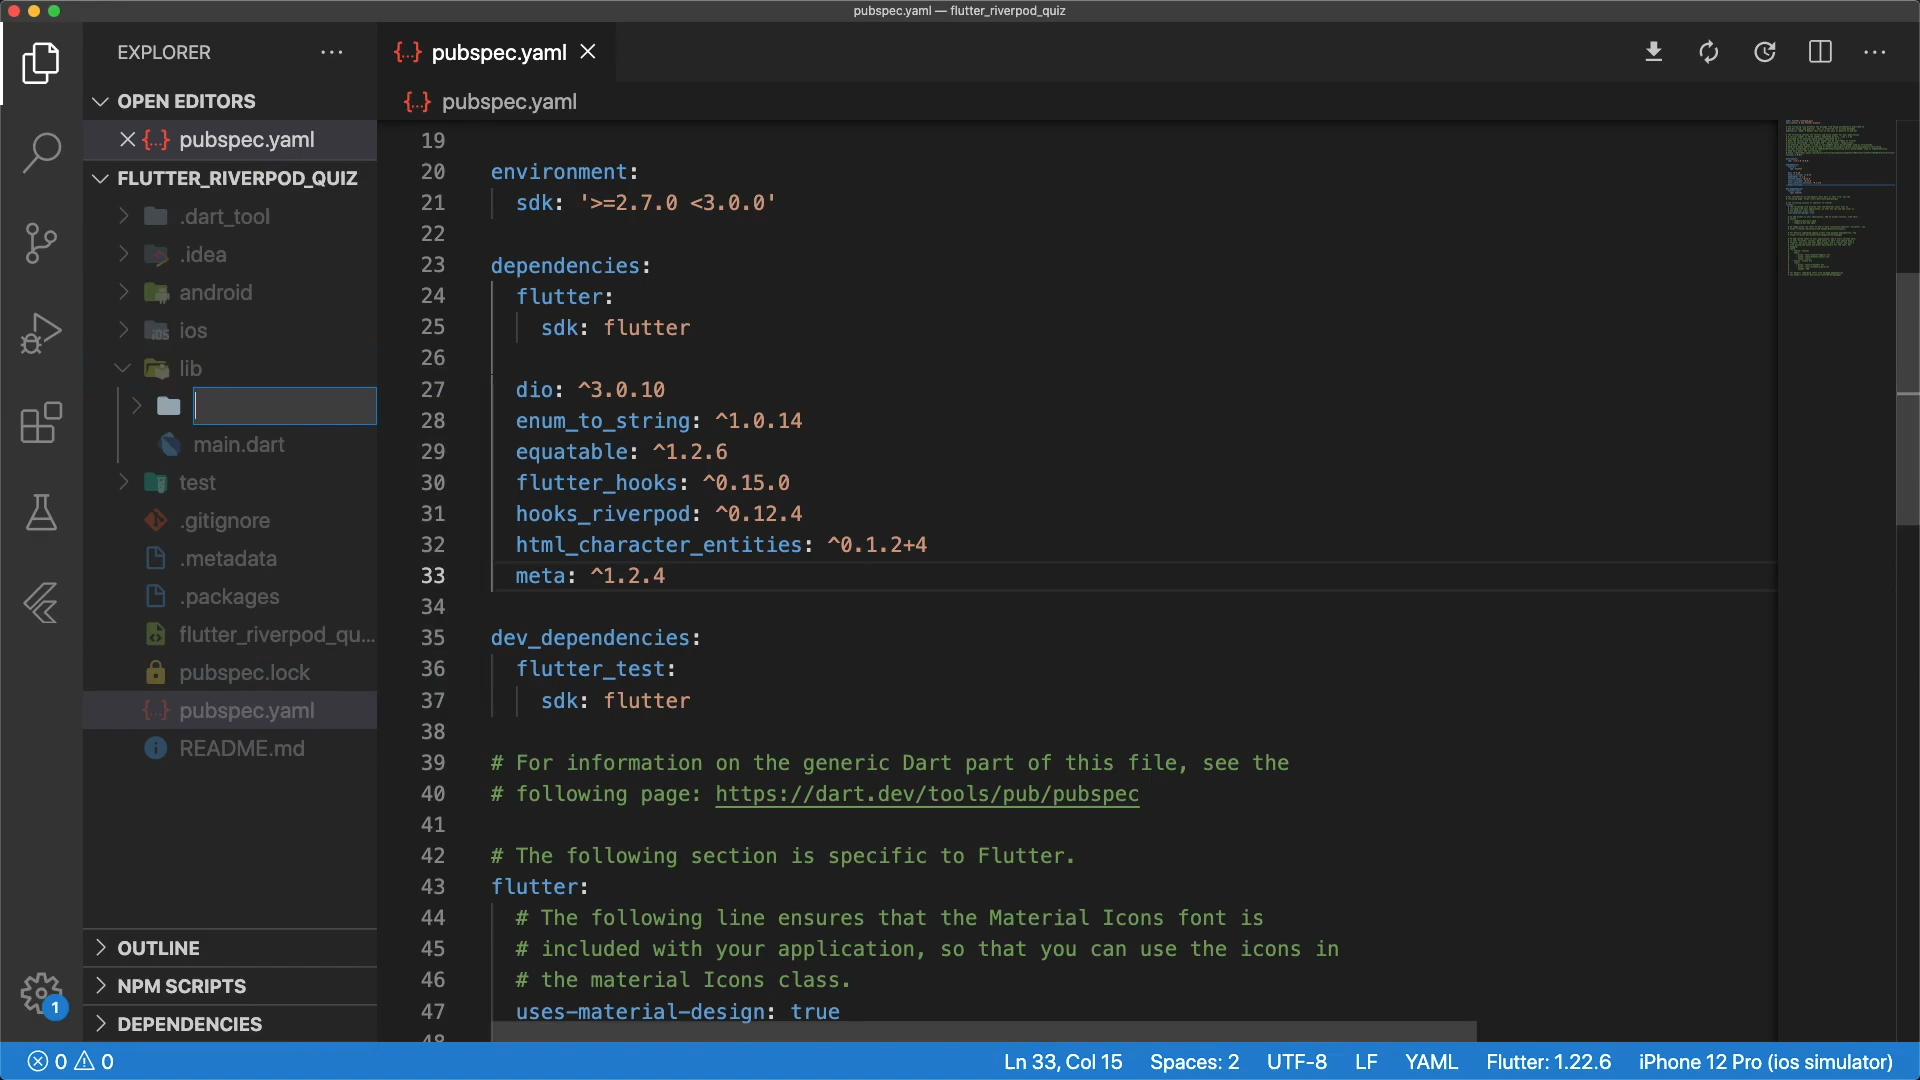 pubspec.yaml — flutter_riverpod_quiz
EXPLORER
pubspec.yaml
OPEN EDITORS
pubspec.yaml
pubspec.yaml
FLUTTER_RIVERPOD_QUIZ
.dart_tool
.idea
android
ios
lib
main.dart
test
.gitignore
.metadata
.packages
flutter_riverpod_qu...
pubspec.lock
pubspec.yaml
README.md
OUTLINE
NPM SCRIPTS
DEPENDENCIES
1
19
20 environment:
21 sdk: '>=2.7.0 <3.0.0'
22
23 dependencies:
24 flutter:
25 sdk: flutter
26
27 dio: ^3.0.10
28 enum_to_string: ^1.0.14
29 equatable: ^1.2.6
30 flutter_hooks: ^0.15.0
31 hooks_riverpod: ^0.12.4
32 html_character_entities: ^0.1.2+4
33 meta: ^1.2.4
34
35 dev_dependencies:
36 flutter_test:
37 sdk: flutter
38
39 # For information on the generic Dart part of this file, see the
40 # following page: https://dart.dev/tools/pub/pubspec
41
42 # The following section is specific to Flutter.
43 flutter:
44 # The following line ensures that the Material Icons font is
45 # included with your application, so that you can use the icons in
46 # the material Icons class.
47 uses-material-design: true
48
0 0
Ln 33, Col 15 Spaces: 2 UTF-8 LF YAML Flutter: 1.22.6 iPhone 12 Pro (ios simulator)